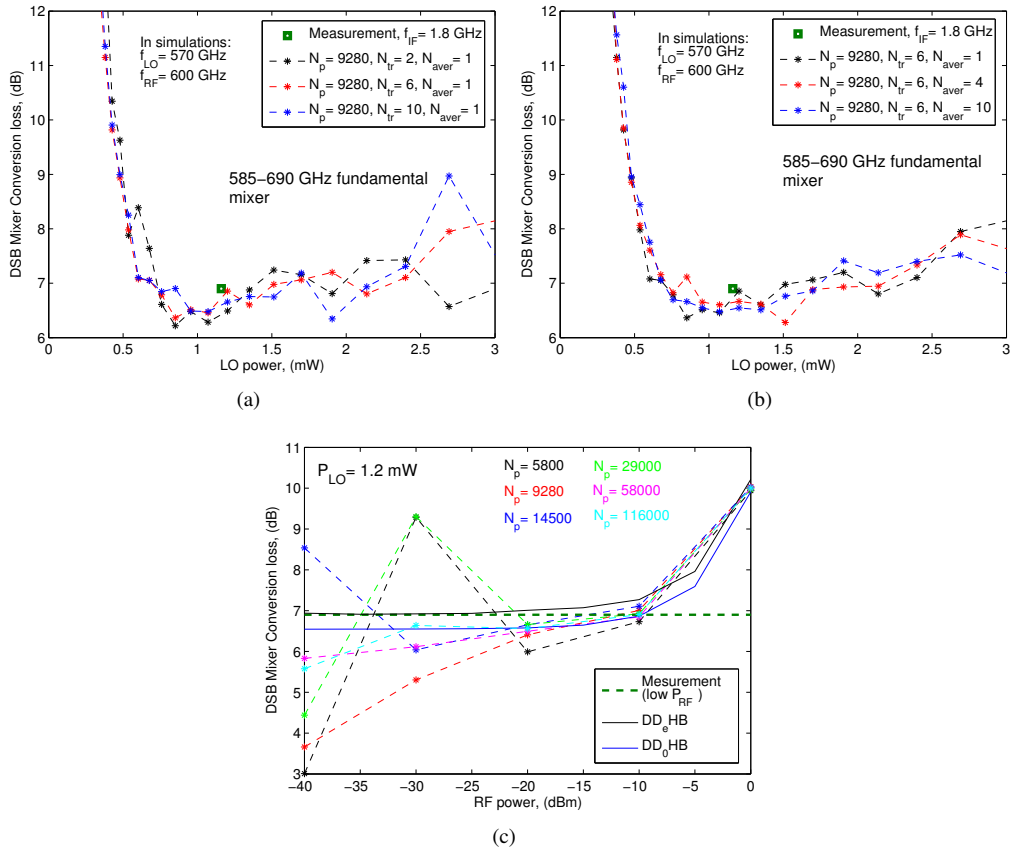 12
11
10
9
8
7
6
DSB Mixer Conversion loss, (dB)
In simulations:
f_LO = 570 GHz
f_RF = 600 GHz
Measurement, f_IF = 1.8 GHz
N_p = 9280, N_tr = 2, N_aver = 1
N_p = 9280, N_tr = 6, N_aver = 1
N_p = 9280, N_tr = 10, N_aver = 1
585−690 GHz fundamental
mixer
0 0.5 1 1.5 2 2.5 3
LO power, (mW)
(a)
12
11
10
9
8
7
6
DSB Mixer Conversion loss, (dB)
In simulations:
f_LO = 570 GHz
f_RF = 600 GHz
Measurement, f_IF = 1.8 GHz
N_p = 9280, N_tr = 6, N_aver = 1
N_p = 9280, N_tr = 6, N_aver = 4
N_p = 9280, N_tr = 6, N_aver = 10
585−690 GHz fundamental
mixer
0 0.5 1 1.5 2 2.5 3
LO power, (mW)
(b)
11
10
9
8
7
6
5
4
3
DSB Mixer Conversion loss, (dB)
P_LO = 1.2 mW
N_p = 5800 N_p = 29000
N_p = 9280 N_p = 58000
N_p = 14500 N_p = 116000
Mesurement
(low P_RF )
DD_eHB
DD_0HB
−40 −35 −30 −25 −20 −15 −10 −5 0
RF power, (dBm)
(c)